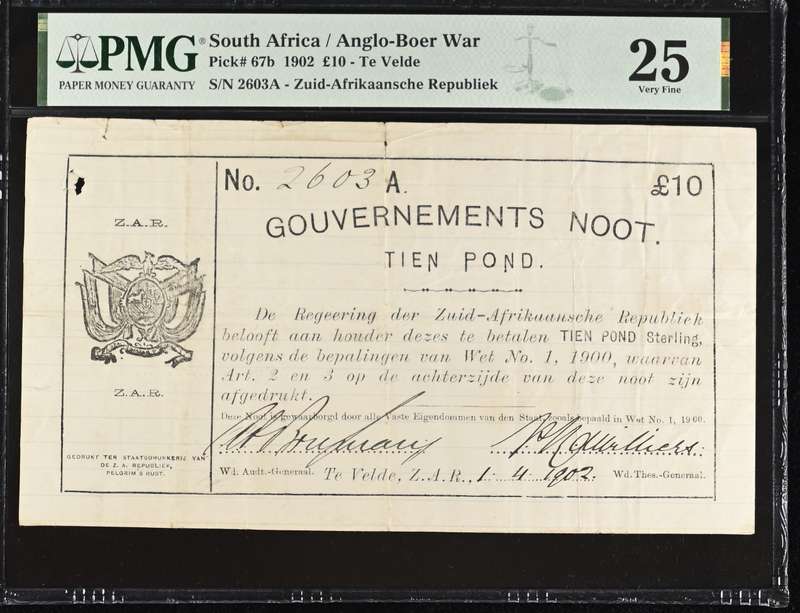 PMG® South Africa / Anglo-Boer War
Pick# 67b 1902 £10 - Te Velde
PAPER MONEY GUARANTY S/N 2603A - Zuid-Afrikaansche Republiek
25
Very Fine
No. 2603 A. £10
GOUVERNEMENTS NOOT.
TIEN POND.
Z.A.R.
De Regeering der Zuid-Afrikaansche Republiek
belooft aan houder dezes te betalen TIEN POND Sterling,
volgens de bepalingen van Wet No. 1, 1900, waarvan
Art. 2 en 3 op de achterzijde van deze noot zijn
afgedrukt.
Z.A.R.
Deze Noot is gewaarborgd door alle Vaste Eigendommen van den Staat, zooals bepaald in Wet No. 1, 1900.
GEDRUKT TER STAATSDRUKKERIJ VAN
DE Z. A. REPUBLIEK,
PELGRIM'S RUST.
Wd. Audt.-Generaal. Te Velde, Z.A.R., 1-4-1902. Wd. Thes.-Generaal.